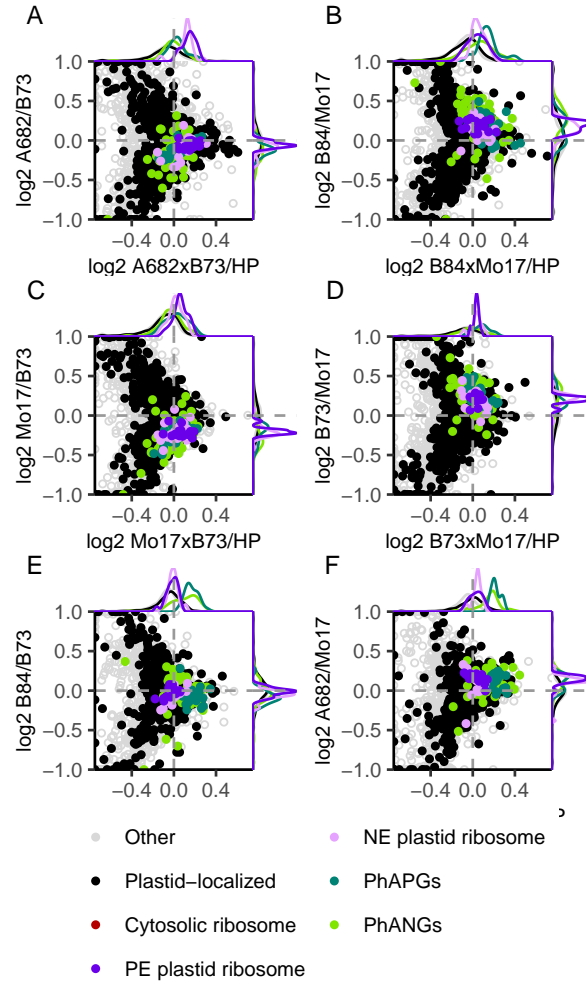 A
B
1.0
0.5
0.0
−0.5
−1.0
log2 A682/B73
−0.4
0.0
0.4
log2 A682xB73/HP
1.0
0.5
0.0
−0.5
−1.0
log2 B84/Mo17
−0.4
0.0
0.4
log2 B84xMo17/HP
C
D
1.0
0.5
0.0
−0.5
−1.0
log2 Mo17/B73
−0.4
0.0
0.4
log2 Mo17xB73/HP
1.0
0.5
0.0
−0.5
−1.0
log2 B73/Mo17
−0.4
0.0
0.4
log2 B73xMo17/HP
E
F
1.0
0.5
0.0
−0.5
−1.0
log2 B84/B73
−0.4
0.0
0.4
1.0
0.5
0.0
−0.5
−1.0
log2 A682/Mo17
−0.4
0.0
0.4
Other
Plastid−localized
Cytosolic ribosome
PE plastid ribosome
NE plastid ribosome
PhAPGs
PhANGs